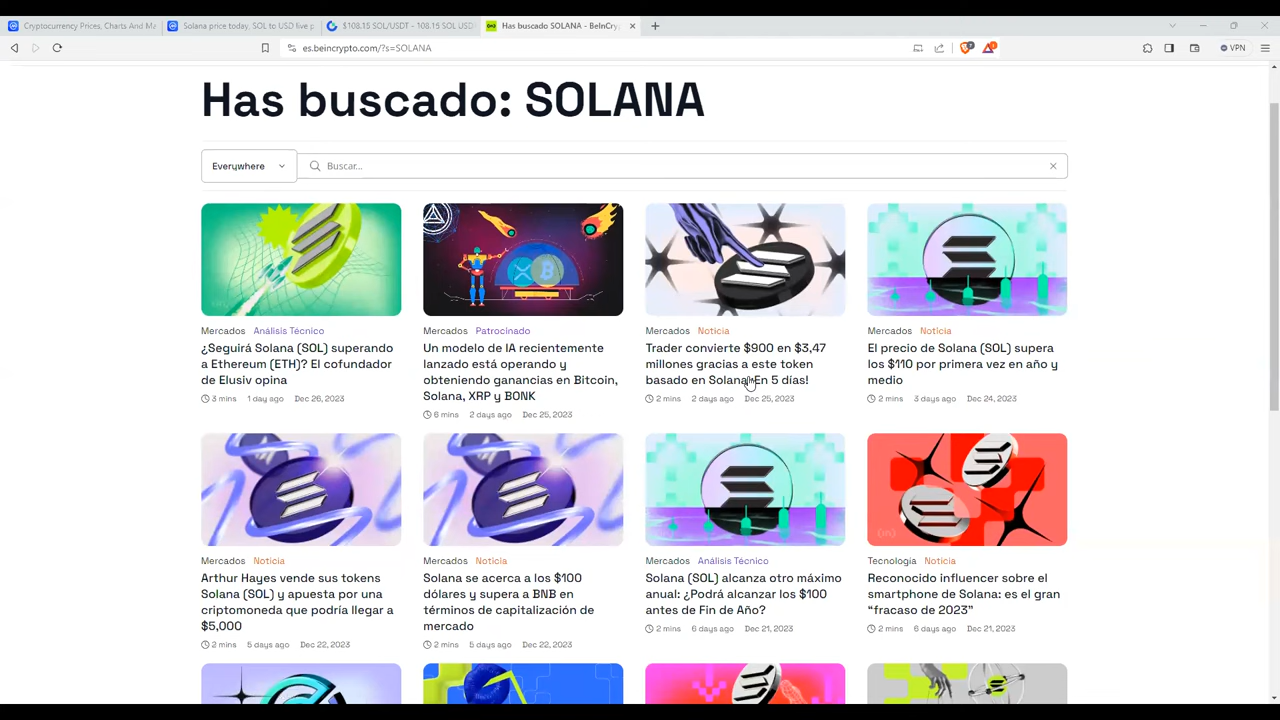 Cryptocurrency Prices, Charts And Ma
Solana price today, SOL to USD live p
$108.15 SOL/USDT - 108.15 SOL USD
Has buscado SOLANA - BeInCry
es.beincrypto.com/?s=SOLANA
VPN
Has buscado: SOLANA
Everywhere
Buscar...
Mercados Análisis Técnico
¿Seguirá Solana (SOL) superando
a Ethereum (ETH)? El cofundador
de Elusiv opina
3 mins 1 day ago Dec 26, 2023
Mercados Patrocinado
Un modelo de IA recientemente
lanzado está operando y
obteniendo ganancias en Bitcoin,
Solana, XRP y BONK
6 mins 2 days ago Dec 25, 2023
Mercados Noticia
Trader convierte $900 en $3,47
millones gracias a este token
basado en Solana ¡En 5 días!
2 mins 2 days ago Dec 25, 2023
Mercados Noticia
El precio de Solana (SOL) supera
los $110 por primera vez en año y
medio
2 mins 3 days ago Dec 24, 2023
Mercados Noticia
Arthur Hayes vende sus tokens
Solana (SOL) y apuesta por una
criptomoneda que podría llegar a
$5,000
2 mins 5 days ago Dec 22, 2023
Mercados Noticia
Solana se acerca a los $100
dólares y supera a BNB en
términos de capitalización de
mercado
2 mins 5 days ago Dec 22, 2023
Mercados Análisis Técnico
Solana (SOL) alcanza otro máximo
anual: ¿Podrá alcanzar los $100
antes de Fin de Año?
2 mins 6 days ago Dec 21, 2023
Tecnología Noticia
Reconocido influencer sobre el
smartphone de Solana: es el gran
“fracaso de 2023”
2 mins 6 days ago Dec 21, 2023